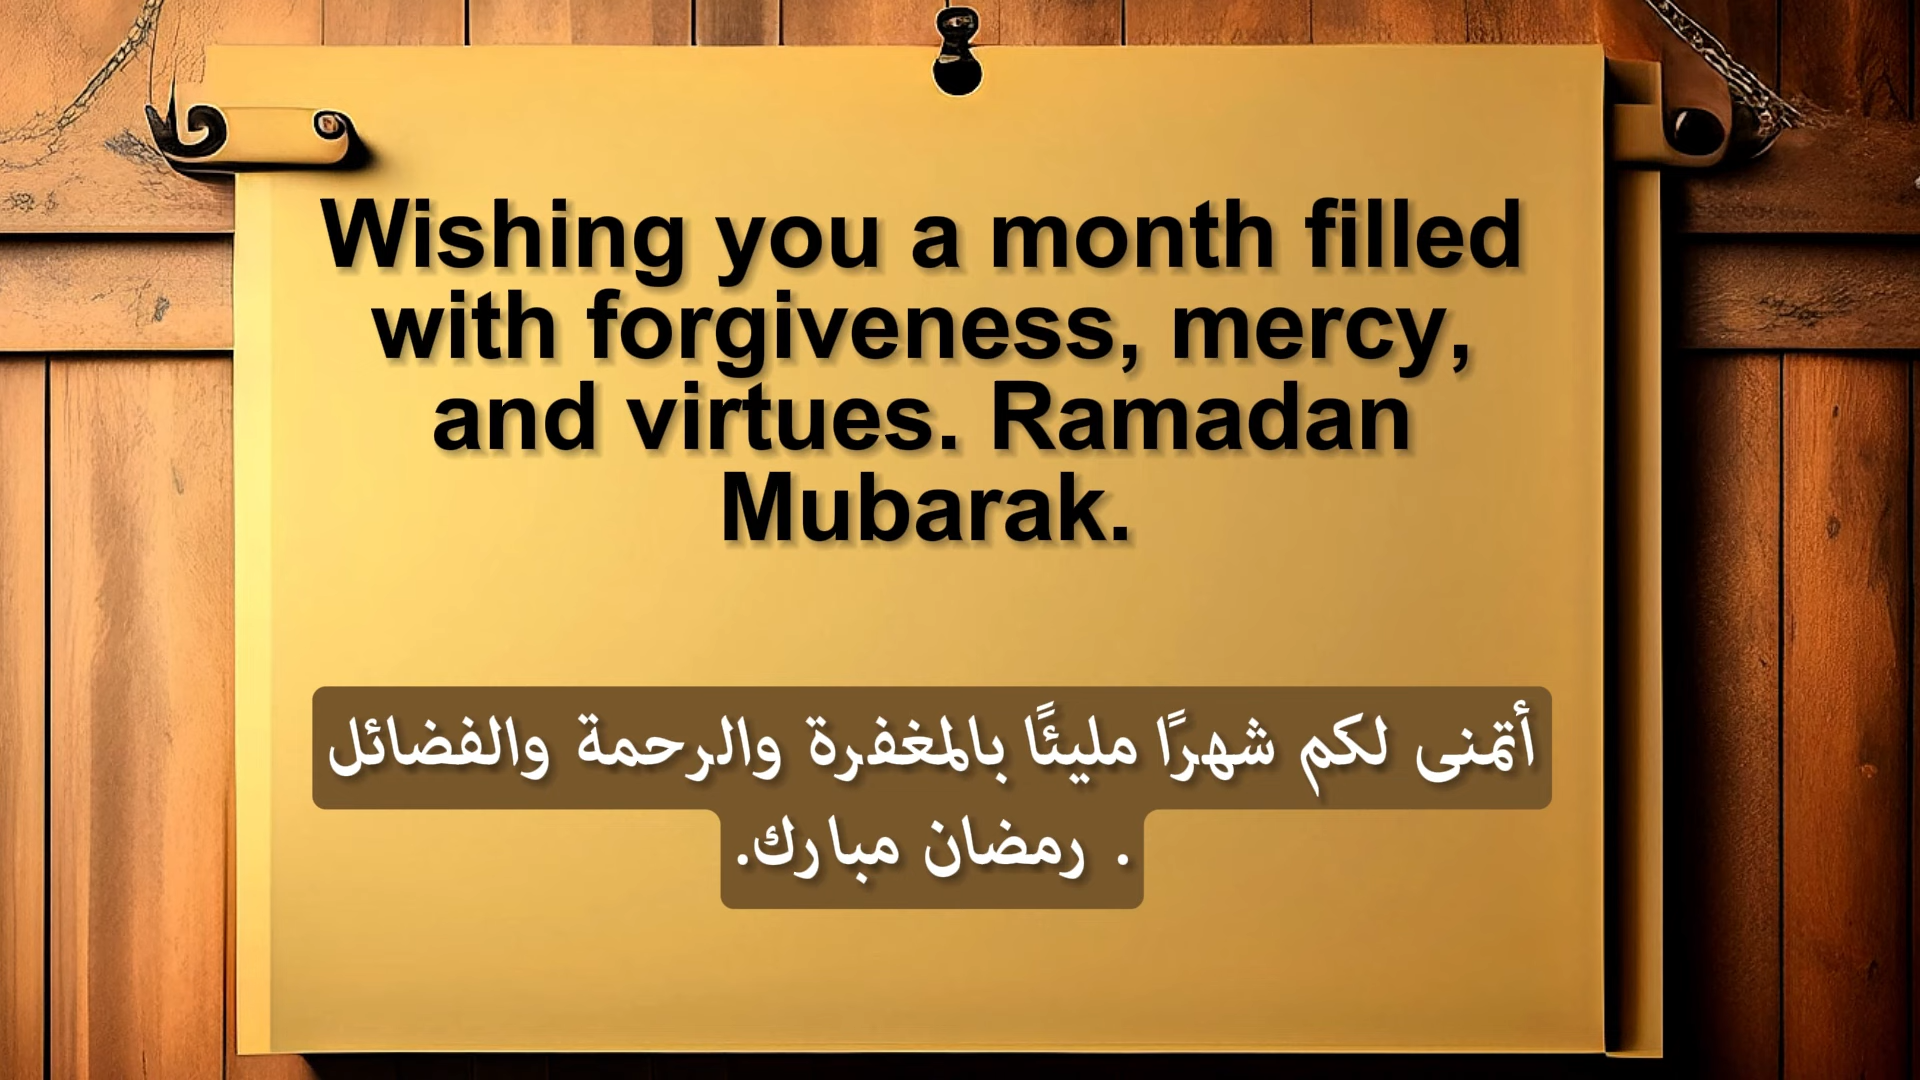 Wishing you a month filled
with forgiveness, mercy,
and virtues. Ramadan
Mubarak.
أتمنى لكم شهرًا مليئًا بالمغفرة والرحمة والفضائل
. رمضان مبارك.